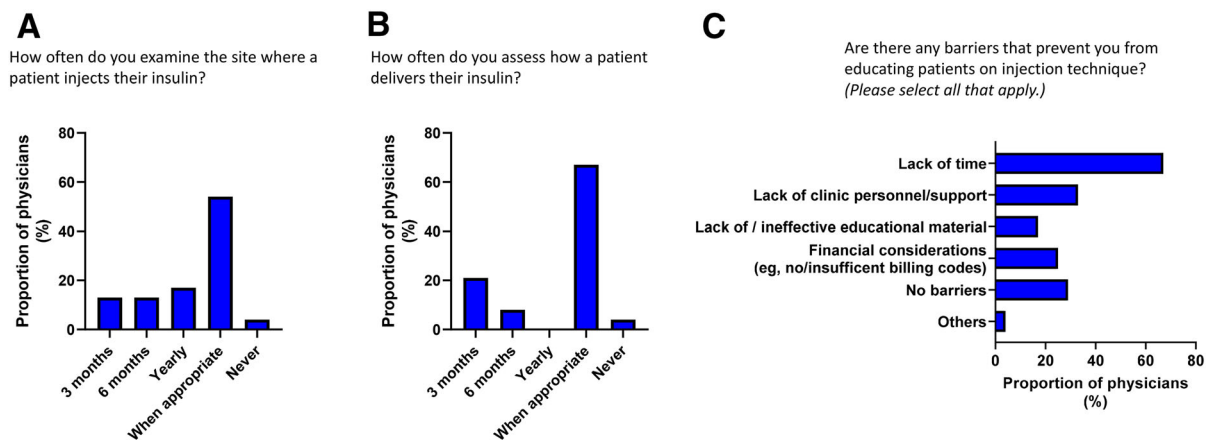 A
How often do you examine the site where a
patient injects their insulin?
Proportion of physicians
(%)
80
60
40
20
0
3 months
6 months
Yearly
When appropriate
Never
B
How often do you assess how a patient
delivers their insulin?
Proportion of physicians
(%)
80
60
40
20
0
3 months
6 months
Yearly
When appropriate
Never
C
Are there any barriers that prevent you from
educating patients on injection technique?
(Please select all that apply.)
Lack of time
Lack of clinic personnel/support
Lack of / ineffective educational material
Financial considerations
(eg, no/insufficent billing codes)
No barriers
Others
0 20 40 60 80
Proportion of physicians
(%)